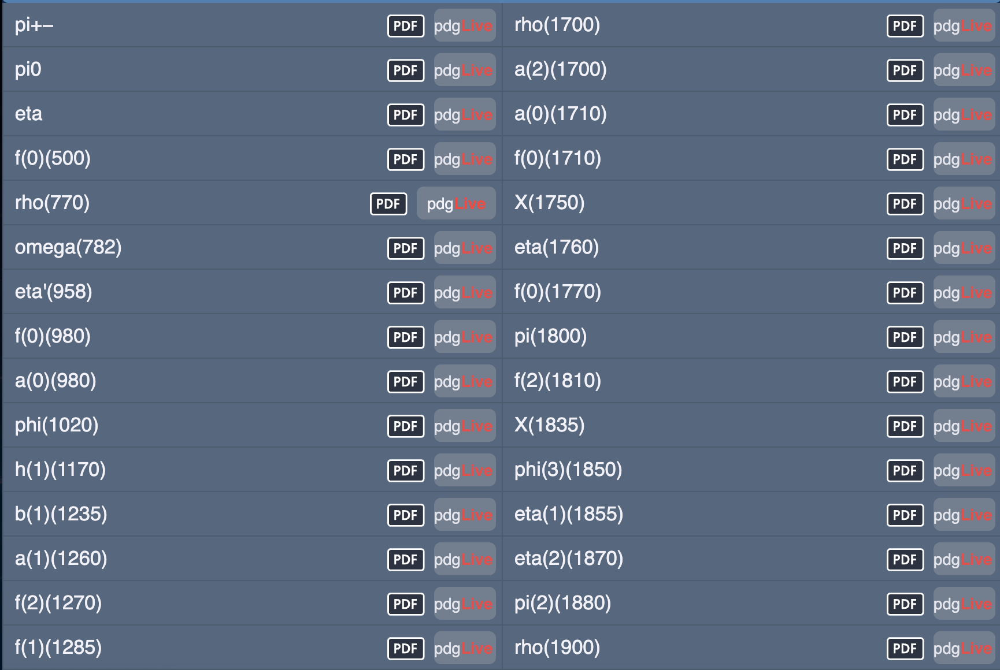 pi+− PDF pdgLive rho(1700) PDF pdgLive
pi0 PDF pdgLive a(2)(1700) PDF pdgLive
eta PDF pdgLive a(0)(1710) PDF pdgLive
f(0)(500) PDF pdgLive f(0)(1710) PDF pdgLive
rho(770) PDF pdgLive X(1750) PDF pdgLive
omega(782) PDF pdgLive eta(1760) PDF pdgLive
eta'(958) PDF pdgLive f(0)(1770) PDF pdgLive
f(0)(980) PDF pdgLive pi(1800) PDF pdgLive
a(0)(980) PDF pdgLive f(2)(1810) PDF pdgLive
phi(1020) PDF pdgLive X(1835) PDF pdgLive
h(1)(1170) PDF pdgLive phi(3)(1850) PDF pdgLive
b(1)(1235) PDF pdgLive eta(1)(1855) PDF pdgLive
a(1)(1260) PDF pdgLive eta(2)(1870) PDF pdgLive
f(2)(1270) PDF pdgLive pi(2)(1880) PDF pdgLive
f(1)(1285) PDF pdgLive rho(1900) PDF pdgLive